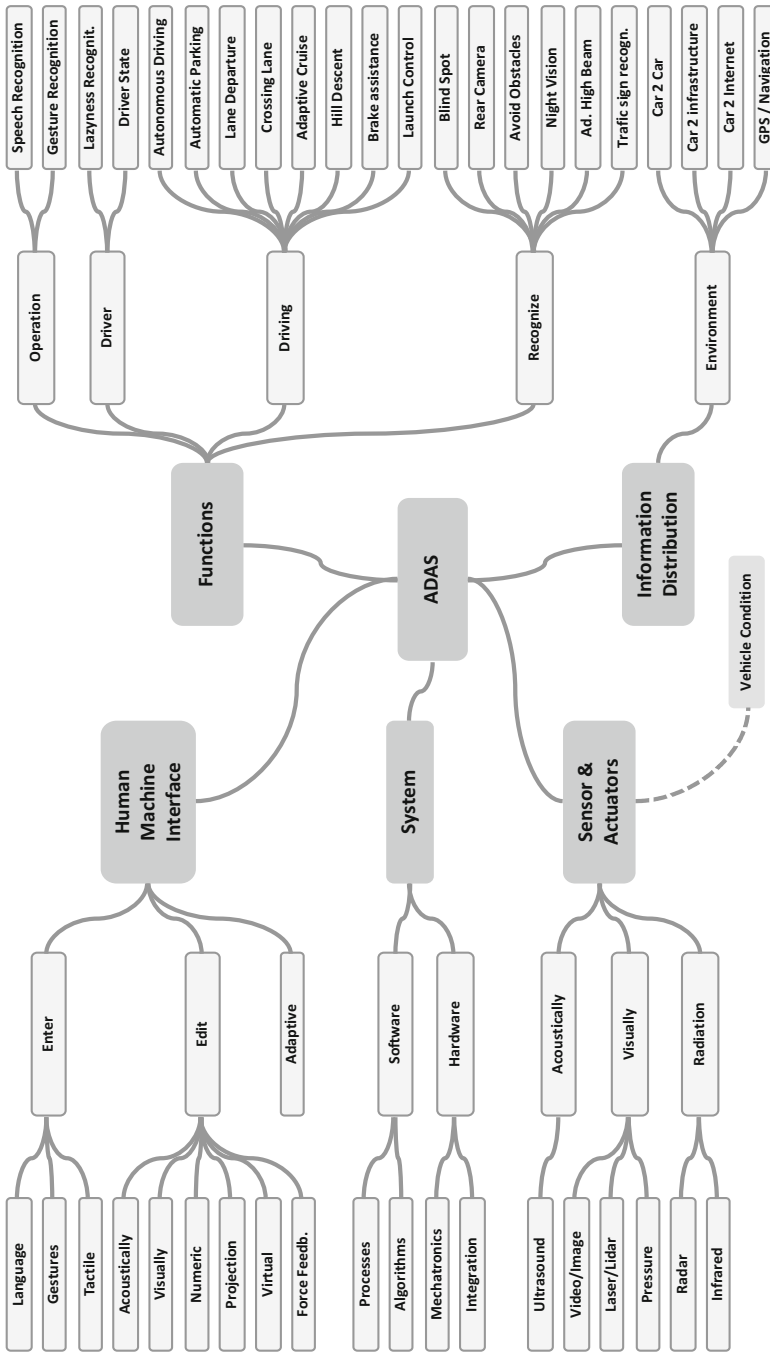 Language
Gestures
Tactile
Acoustically
Visually
Numeric
Projection
Virtual
Force Feedb.
Processes
Algorithms
Mechatronics
Integration
Ultrasound
Video/Image
Laser/Lidar
Pressure
Radar
Infrared
Enter
Edit
Adaptive
Software
Hardware
Acoustically
Visually
Radiation
Human
Machine
Interface
System
Sensor &
Actuators
Vehicle Condition
ADAS
Functions
Information
Distribution
Operation
Driver
Driving
Recognize
Environment
Speech Recognition
Gesture Recognition
Lazyness Recognit.
Driver State
Autonomous Driving
Automatic Parking
Lane Departure
Crossing Lane
Adaptive Cruise
Hill Descent
Brake assistance
Launch Control
Blind Spot
Rear Camera
Avoid Obstacles
Night Vision
Ad. High Beam
Trafic sign recogn.
Car 2 Car
Car 2 infrastructure
Car 2 Internet
GPS / Navigation